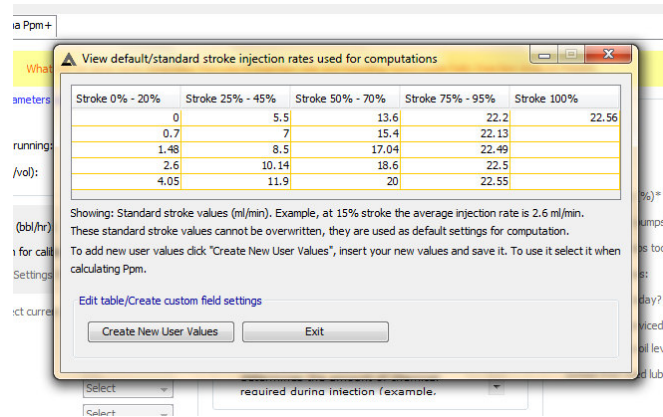 na Ppm+
View default/standard stroke injection rates used for computations
What
rameters
Stroke 0% - 20% Stroke 25% - 45% Stroke 50% - 70% Stroke 75% - 95% Stroke 100%
0 5.5 13.6 22.2 22.56
0.7 7 15.4 22.13
running:
1.48 8.5 17.04 22.49
/vol):
2.6 10.14 18.6 22.5
4.05 11.9 20 22.55
%)*
Showing: Standard stroke values (ml/min). Example, at 15% stroke the average injection rate is 2.6 ml/min.
(bbl/hr)
umps
These standard stroke values cannot be overwritten, they are used as default settings for computation.
n for calib
os too
To add new user values click "Create New User Values", insert your new values and save it. To use it select it when
Settings
s:
calculating Ppm.
day?
Edit table/Create custom field settings
ect curren
viced
Create New User Values Exit
oil lev
ed lub
Select
required during injection (example,
Select